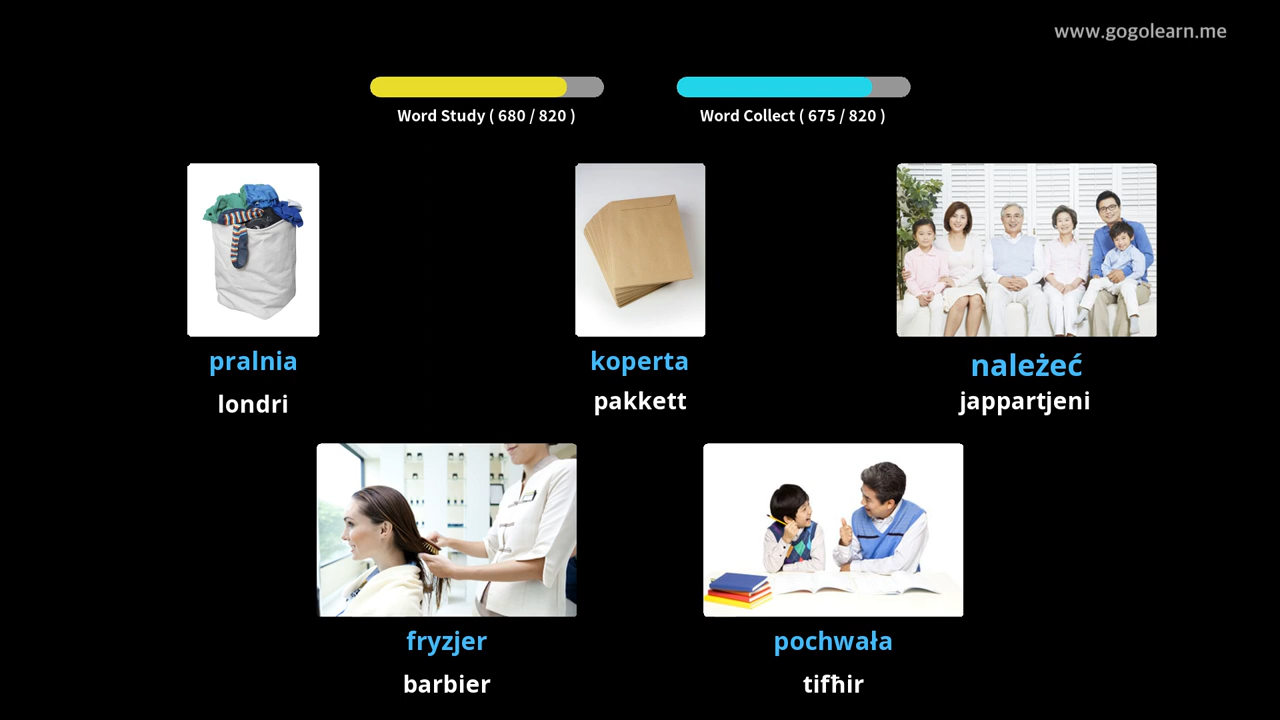 www.gogolearn.me
Word Study ( 680 / 820 )
Word Collect ( 675 / 820 )
pralnia
londri
koperta
pakkett
należeć
jappartjeni
fryzjer
barbier
pochwała
tifħir